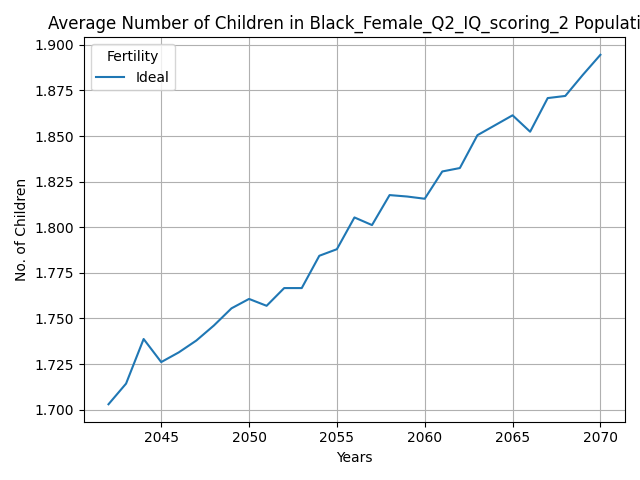 Average Number of Children in Black_Female_Q2_IQ_scoring_2 Populati
Fertility
Ideal
No. of Children
1.900
1.875
1.850
1.825
1.800
1.775
1.750
1.725
1.700
2045 2050 2055 2060 2065 2070
Years